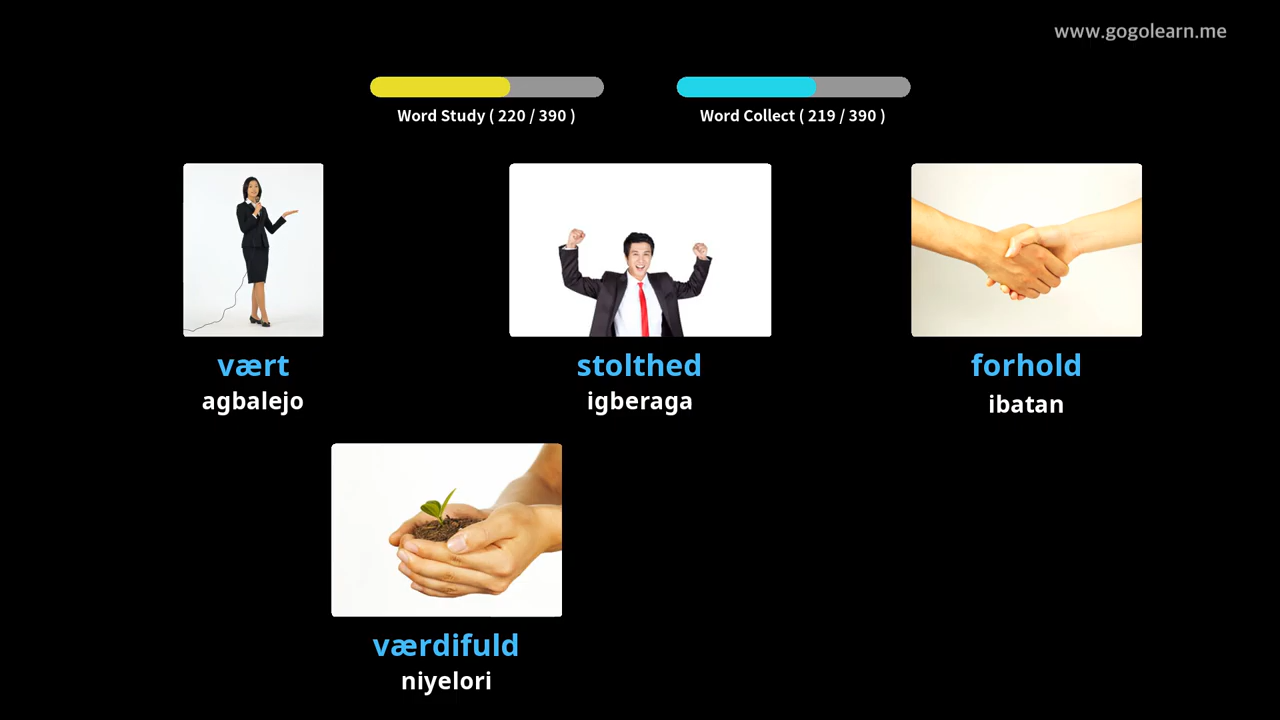 www.gogolearn.me
Word Study ( 220 / 390 )
Word Collect ( 219 / 390 )
vært
agbalejo
stolthed
igberaga
forhold
ibatan
værdifuld
niyelori